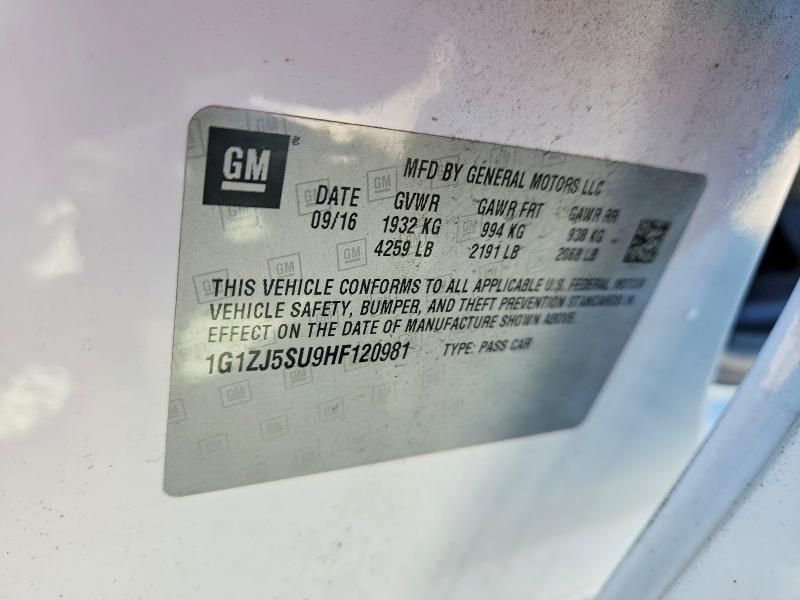 GM®
MFD BY GENERAL MOTORS LLC
DATE GVWR GAWR FRT GAWR RR
09/16 1932 KG 994 KG 938 KG
4259 LB 2191 LB 2068 LB
THIS VEHICLE CONFORMS TO ALL APPLICABLE U.S. FEDERAL MOTOR
VEHICLE SAFETY, BUMPER, AND THEFT PREVENTION STANDARDS IN
EFFECT ON THE DATE OF MANUFACTURE SHOWN ABOVE.
1G1ZJ5SU9HF120981 TYPE: PASS CAR